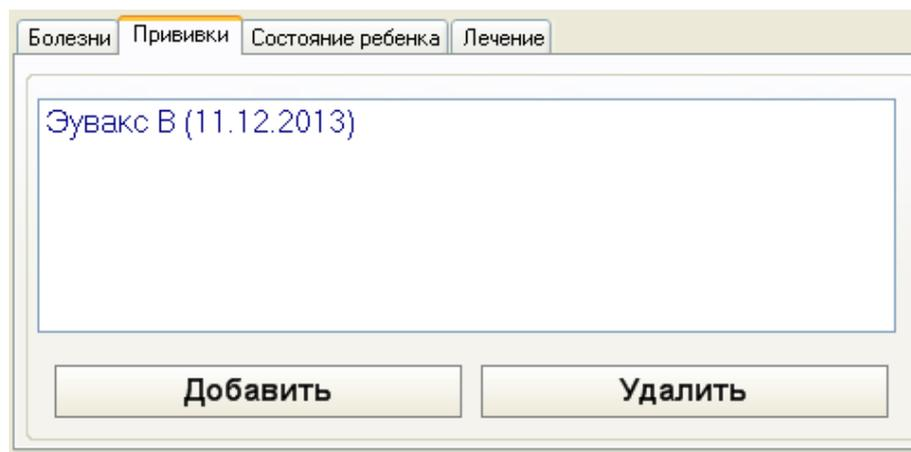 Болезни Прививки Состояние ребенка Лечение
Эувакс В (11.12.2013)
Добавить Удалить